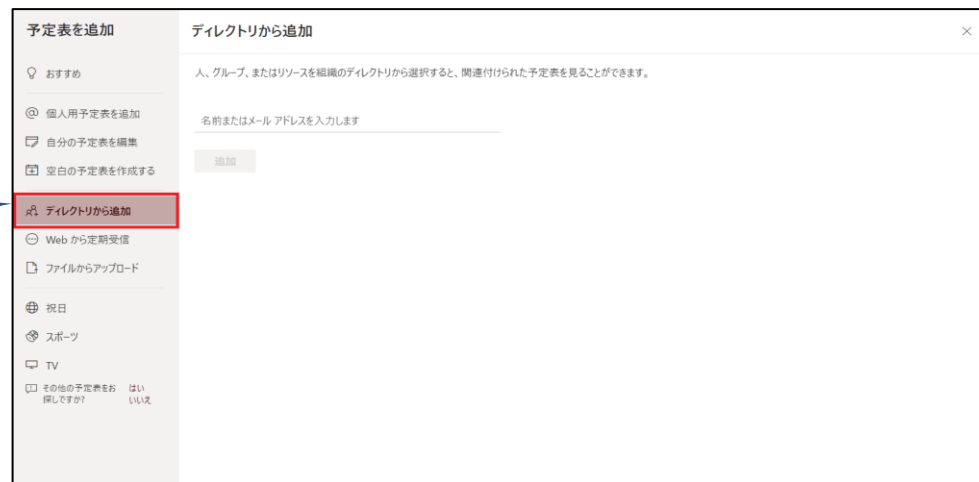 予定表を追加
おすすめ
個人用予定表を追加
自分の予定表を編集
空白の予定表を作成する
ディレクトリから追加
Web から定期受信
ファイルからアップロード
祝日
スポーツ
TV
その他の予定表をお
探しですか?
はい
いいえ
ディレクトリから追加
人、グループ、またはリソースを組織のディレクトリから選択すると、関連付けられた予定表を見ることができます。
名前またはメール アドレスを入力します
追加